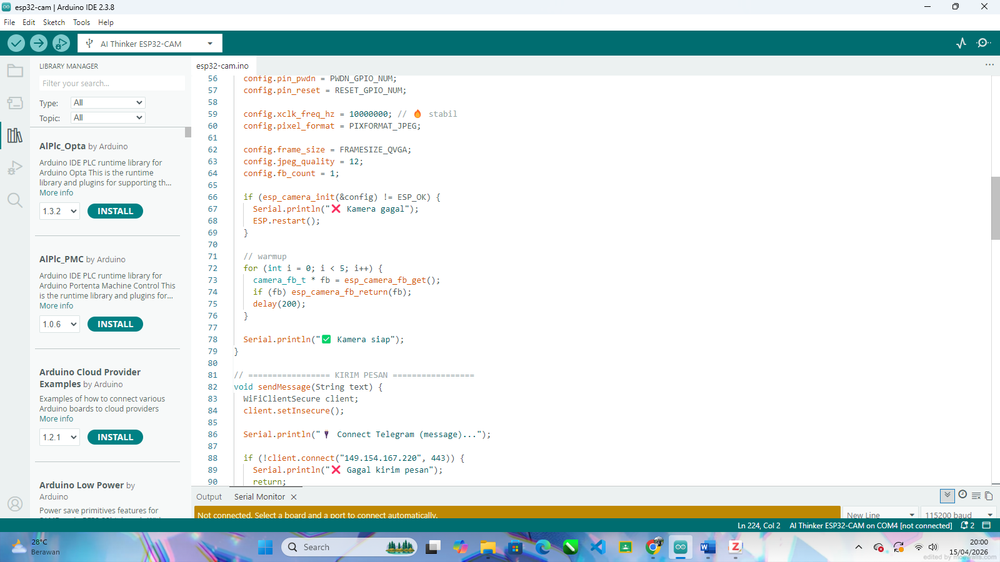 esp32-cam | Arduino IDE 2.3.8
File Edit Sketch Tools Help
AI Thinker ESP32-CAM
LIBRARY MANAGER
Filter your search...
Type: All
Topic: All
AlPlc_Opta by Arduino
Arduino IDE PLC runtime library for
Arduino Opta This is the runtime
library and plugins for supporting th...
More info
1.3.2 INSTALL
AlPlc_PMC by Arduino
Arduino IDE PLC runtime library for
Arduino Portenta Machine Control This
is the runtime library and plugins for...
More info
1.0.6 INSTALL
Arduino Cloud Provider
Examples by Arduino
Examples of how to connect various
Arduino boards to cloud providers
More info
1.2.1 INSTALL
Arduino Low Power by
Arduino
Power save primitives features for
esp32-cam.ino
56 config.pin_pwdn = PWDN_GPIO_NUM;
57 config.pin_reset = RESET_GPIO_NUM;
58
59 config.xclk_freq_hz = 10000000; // 🔥 stabil
60 config.pixel_format = PIXFORMAT_JPEG;
61
62 config.frame_size = FRAMESIZE_QVGA;
63 config.jpeg_quality = 12;
64 config.fb_count = 1;
65
66 if (esp_camera_init(&config) != ESP_OK) {
67 Serial.println("❌ Kamera gagal");
68 ESP.restart();
69 }
70
71 // warmup
72 for (int i = 0; i < 5; i++) {
73 camera_fb_t * fb = esp_camera_fb_get();
74 if (fb) esp_camera_fb_return(fb);
75 delay(200);
76 }
77
78 Serial.println("✅ Kamera siap");
79 }
80
81 // ================= KIRIM PESAN =================
82 void sendMessage(String text) {
83 WiFiClientSecure client;
84 client.setInsecure();
85
86 Serial.println("🔌 Connect Telegram (message)...");
87
88 if (!client.connect("149.154.167.220", 443)) {
89 Serial.println("❌ Gagal kirim pesan");
90 return;
Output Serial Monitor
Not connected. Select a board and a port to connect automatically.
New Line 115200 baud
Ln 224, Col 2 AI Thinker ESP32-CAM on COM4 [not connected] 2
28°C
Berawan
Search
20:00
15/04/2026
edited by moewalls.com